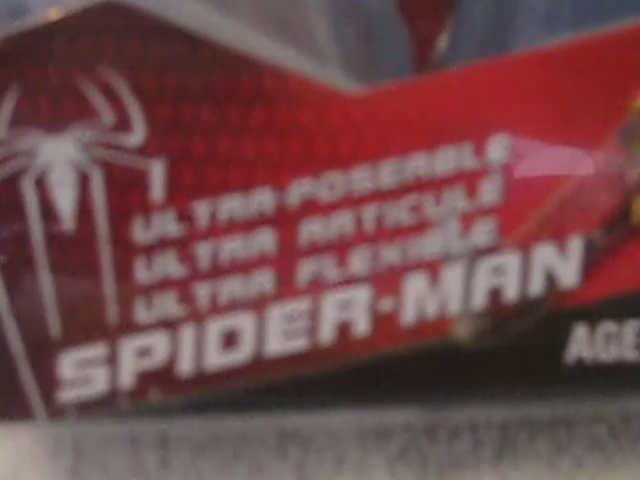 ULTRA-POSEABLE
ULTRA ARTICULÉ
ULTRA FLEXIBLE
SPIDER-MAN
AGE